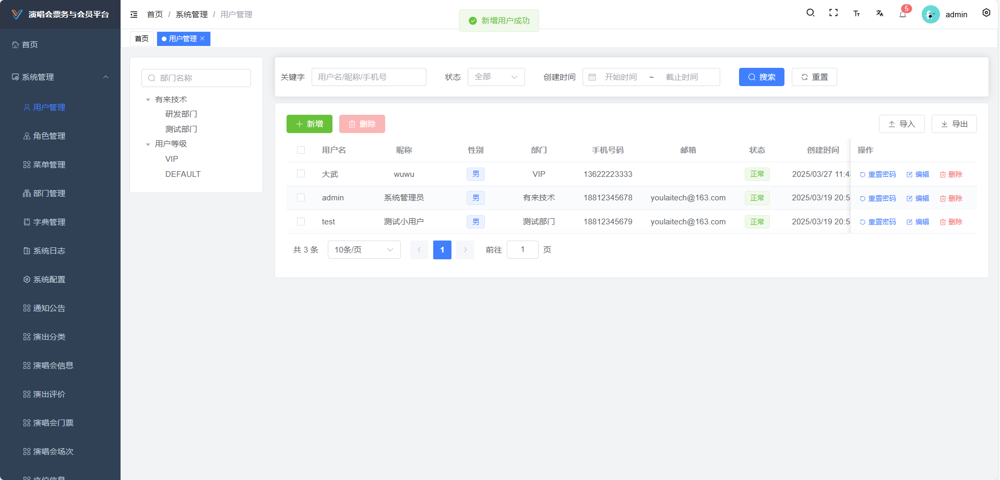 演唱会票务与会员平台
首页 / 系统管理 / 用户管理
新增用户成功
5
admin
首页
用户管理
首页
系统管理
用户管理
角色管理
菜单管理
部门管理
字典管理
系统日志
系统配置
通知公告
演出分类
演唱会信息
演出评价
演唱会门票
演唱会场次
座位信息
部门名称
有来技术
研发部门
测试部门
用户等级
VIP
DEFAULT
关键字 用户名/昵称/手机号 状态 全部 创建时间 开始时间 ~ 截止时间 搜索 重置
新增 删除 导入 导出
用户名 昵称 性别 部门 手机号码 邮箱 状态 创建时间 操作
大武 wuwu 男 VIP 13622223333 正常 2025/03/27 11:4 重置密码 编辑 删除
admin 系统管理员 男 有来技术 18812345678 youlaitech@163.com 正常 2025/03/19 20:5 重置密码 编辑 删除
test 测试小用户 男 测试部门 18812345679 youlaitech@163.com 正常 2025/03/19 20:5 重置密码 编辑 删除
共 3 条 10条/页 1 前往 1 页